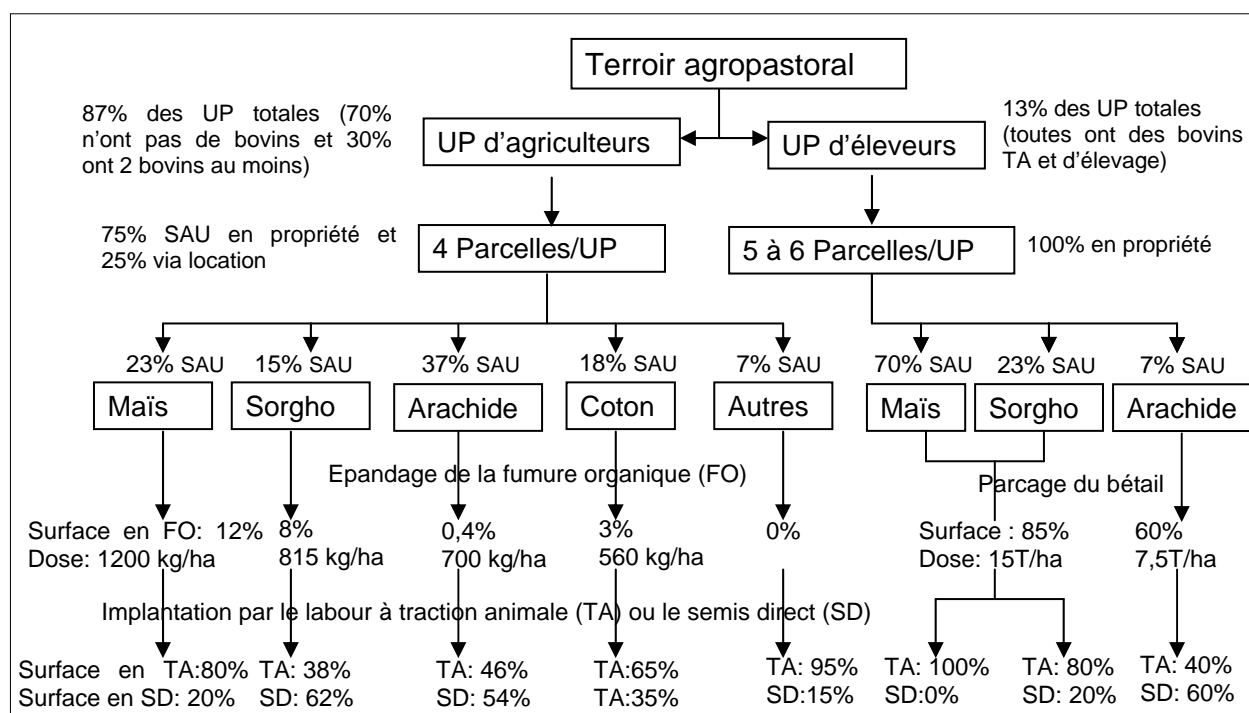 Terroir agropastoral
87% des UP totales (70%
n'ont pas de bovins et 30%
ont 2 bovins au moins)
UP d'agriculteurs
UP d'éleveurs
13% des UP totales
(toutes ont des bovins
TA et d'élevage)
75% SAU en propriété et
25% via location
4 Parcelles/UP
5 à 6 Parcelles/UP
100% en propriété
23% SAU 15% SAU 37% SAU 18% SAU 7% SAU 70% SAU 23% SAU 7% SAU
Maïs Sorgho Arachide Coton Autres Maïs Sorgho Arachide
Epandage de la fumure organique (FO)
Parcage du bétail
Surface en FO: 12% 8% 0,4% 3% 0% Surface : 85% 60%
Dose: 1200 kg/ha 815 kg/ha 700 kg/ha 560 kg/ha Dose: 15T/ha 7,5T/ha
Implantation par le labour à traction animale (TA) ou le semis direct (SD)
Surface en TA:80% TA: 38% TA: 46% TA:65% TA: 95% TA: 100% TA: 80% TA: 40%
Surface en SD: 20% SD: 62% SD: 54% TA:35% SD:15% SD:0% SD: 20% SD: 60%